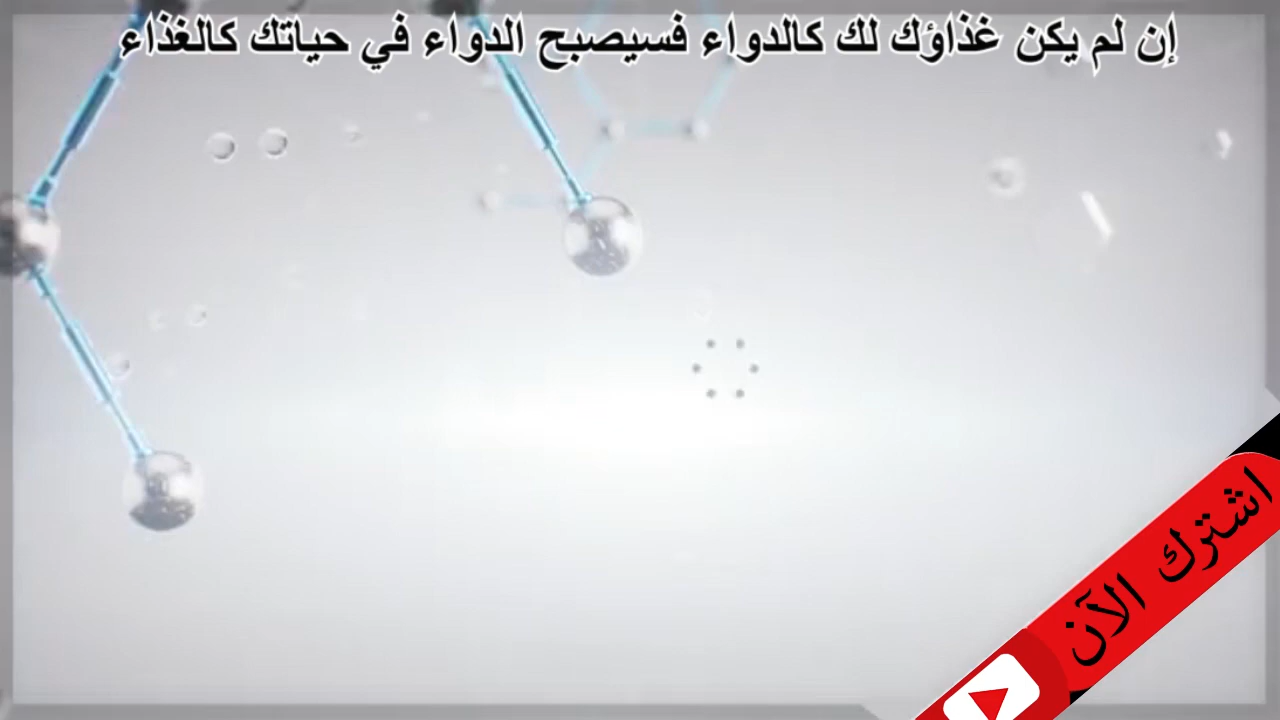 إن لم يكن غذاؤك لك كالدواء فسيصبح الدواء في حياتك كالغذاء
اشترك الآن